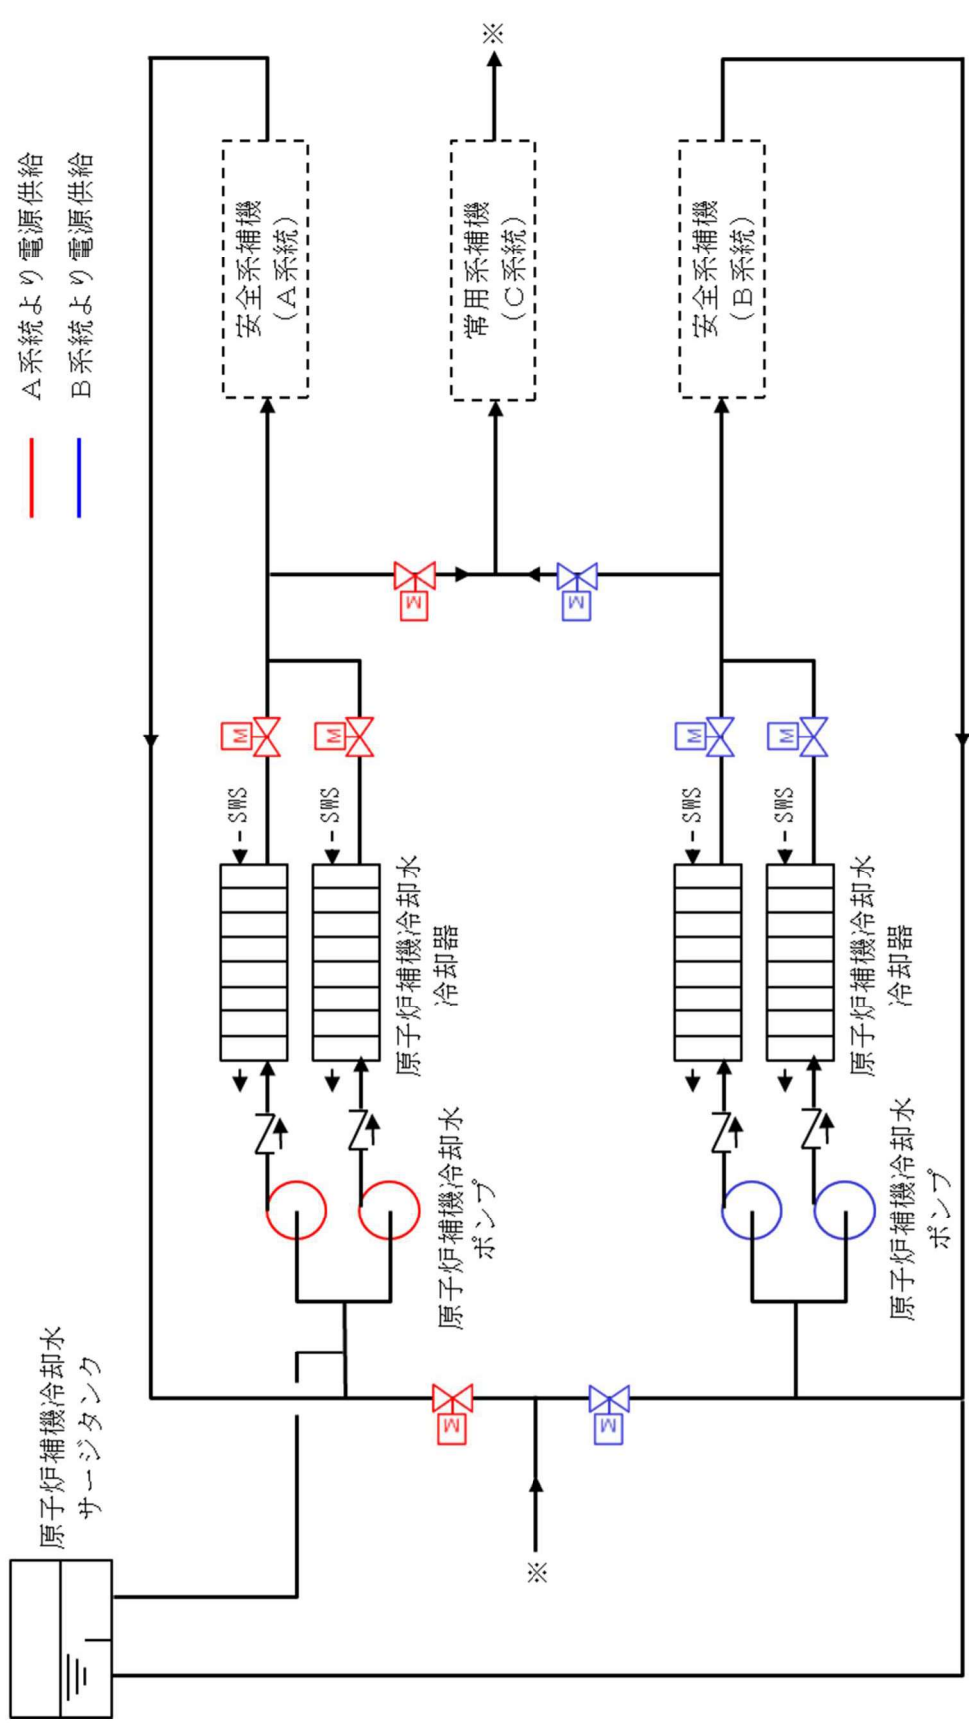 A系統より電源供給
B系統より電源供給
※
安全系補機
(A系統)
常用系補機
(C系統)
安全系補機
(B系統)
M
M
M
M
M
M
SWS
SWS
SWS
SWS
原子炉補機冷却水
冷却器
原子炉補機冷却水
冷却器
原子炉補機冷却水
ポンプ
原子炉補機冷却水
ポンプ
原子炉補機冷却水
サージタンク
M
M
※